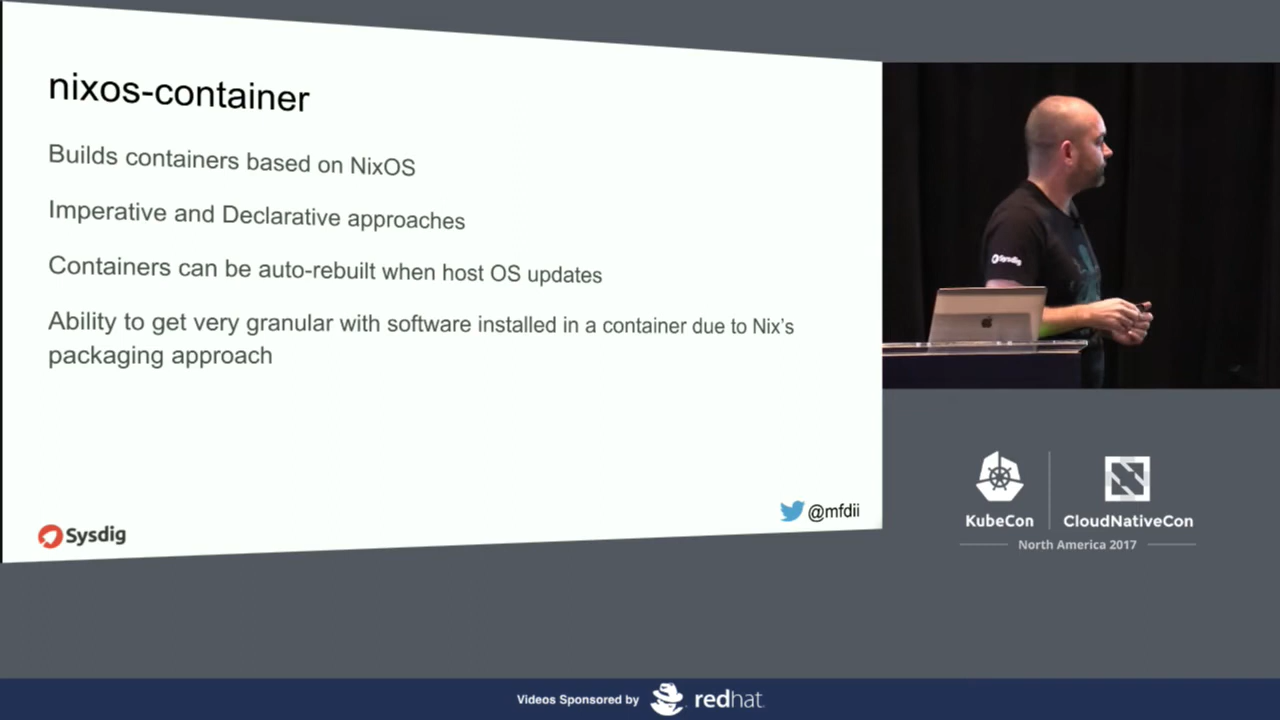 nixos-container
Builds containers based on NixOS
Imperative and Declarative approaches
Containers can be auto-rebuilt when host OS updates
Ability to get very granular with software installed in a container due to Nix's
packaging approach
Sysdig
@mfdii
Sysdig
KubeCon
CloudNativeCon
North America 2017
Videos Sponsored by
redhat.